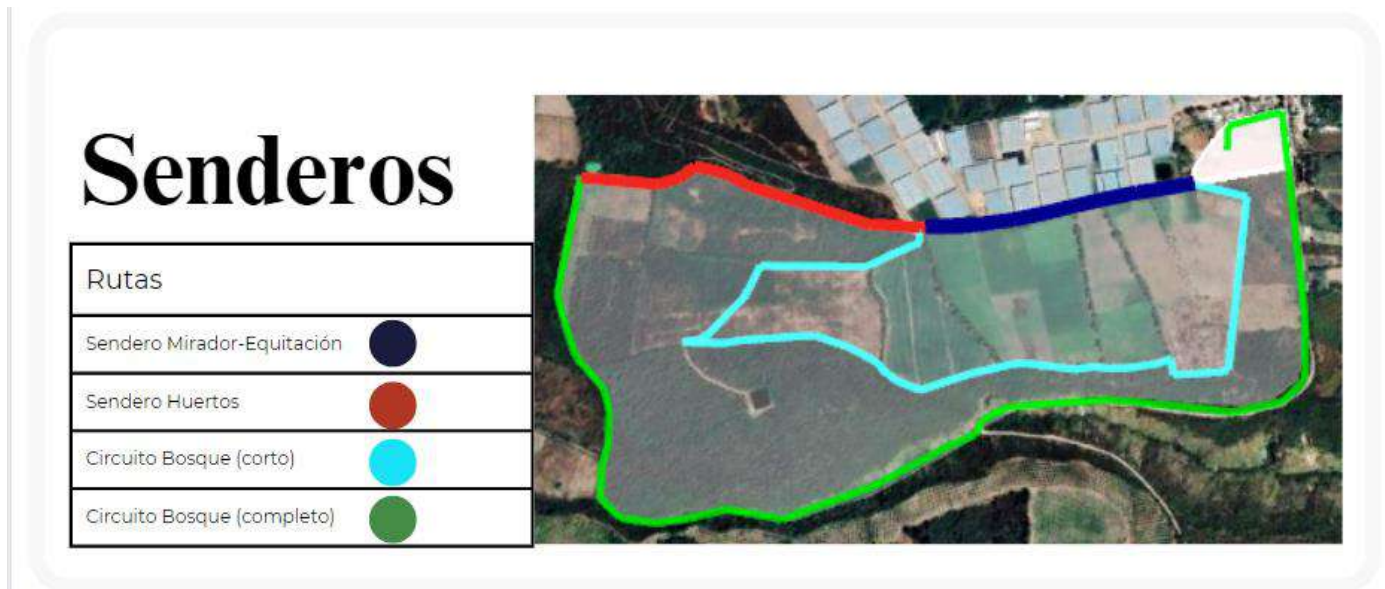 Senderos
Rutas
Sendero Mirador-Equitación
Sendero Huertos
Circuito Bosque (corto)
Circuito Bosque (completo)